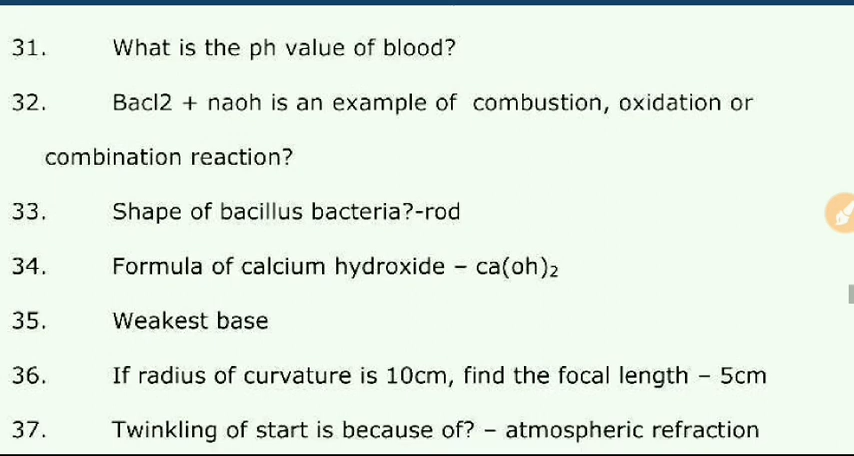 31. What is the ph value of blood?
32. Bacl2 + naoh is an example of combustion, oxidation or
combination reaction?
33. Shape of bacillus bacteria?-rod
34. Formula of calcium hydroxide – ca(oh)₂
35. Weakest base
36. If radius of curvature is 10cm, find the focal length – 5cm
37. Twinkling of start is because of? – atmospheric refraction